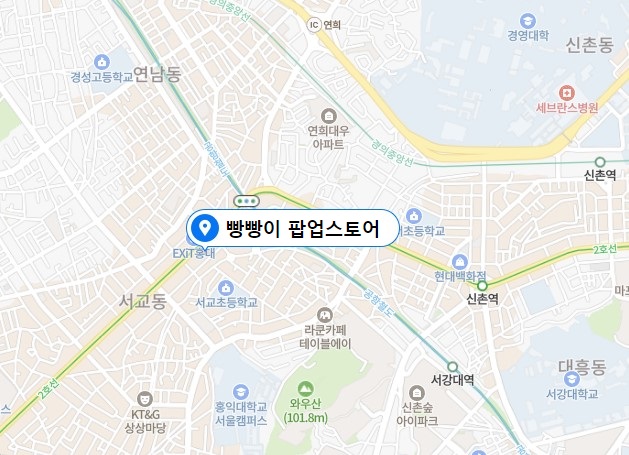 연희
경영대학
신촌동
경성고등학교
연남동
세브란스병원
연희대우
아파트
경의중앙선
신촌역
빵빵이 팝업스토어
초등학교
EXiT홍대
2호선
현대백화점
신촌역
서교동
서교초등학교
공항철도
라쿤카페
테이블에이
대흥동
서강대역
2호선
홍익대학교
서울캠퍼스
외우산
(101.8m)
신촌숲
아이파크
서강대학교
KT&G
상상마당